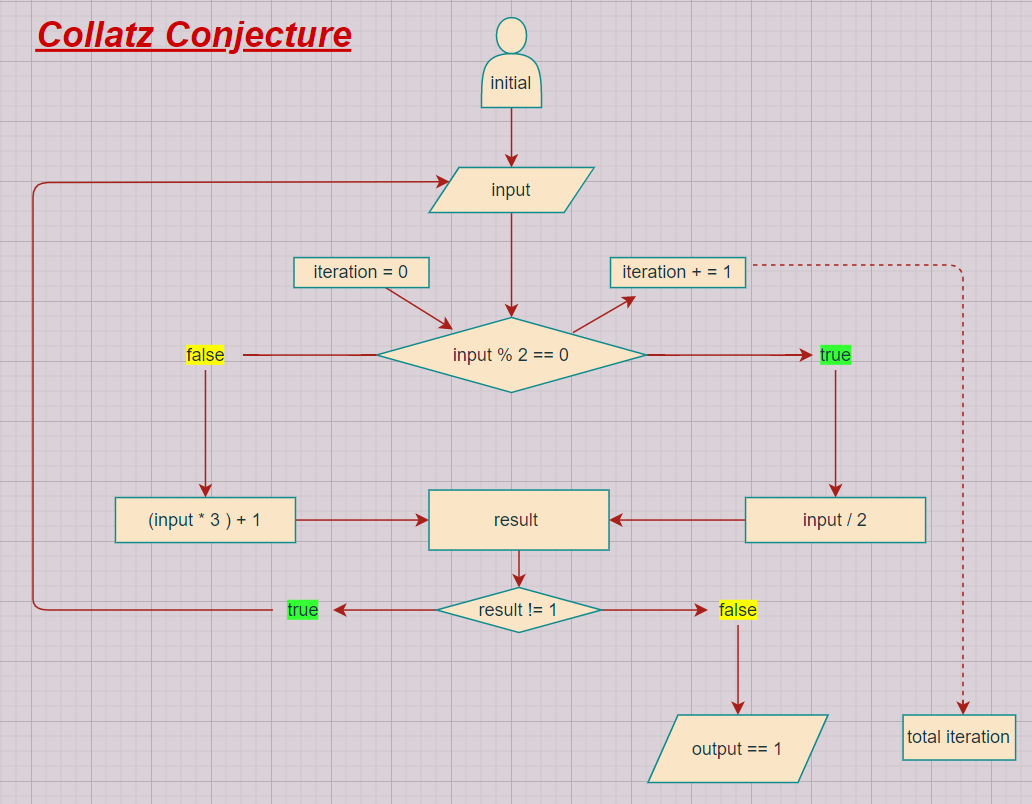 Collatz Conjecture
initial
input
iteration = 0
iteration + = 1
false
input % 2 == 0
true
(input * 3 ) + 1
result
input / 2
true
result != 1
false
output == 1
total iteration